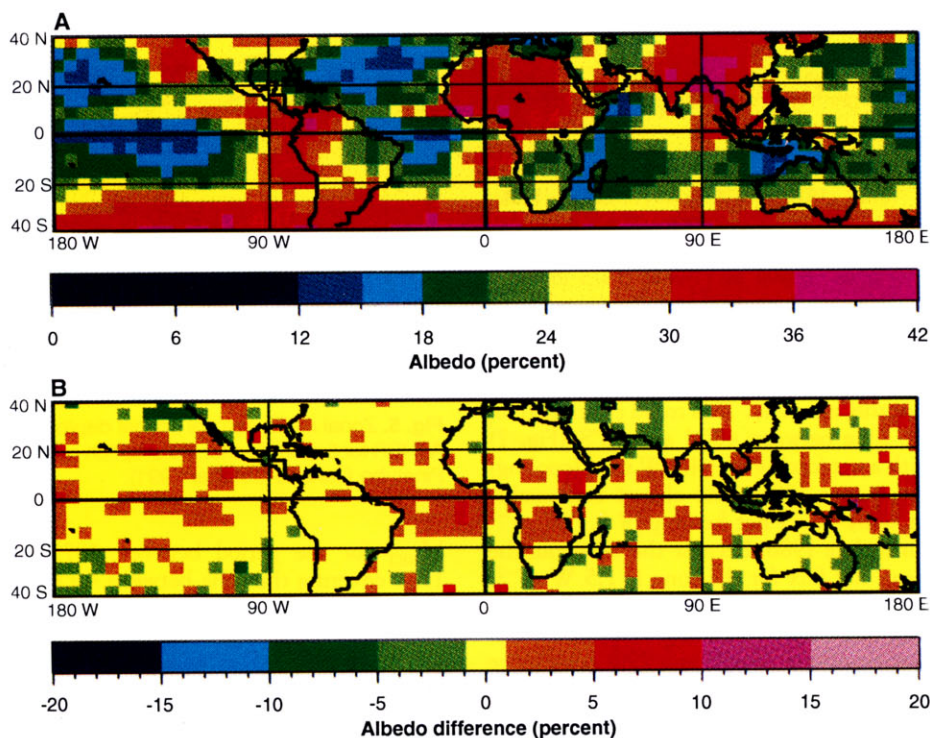 A
40 N
20 N
0
20 S
40 S
180 W 90 W 0 90 E 180 E
0 6 12 18 24 30 36 42
Albedo (percent)
B
40 N
20 N
0
20 S
40 S
180 W 90 W 0 90 E 180 E
-20 -15 -10 -5 0 5 10 15 20
Albedo difference (percent)